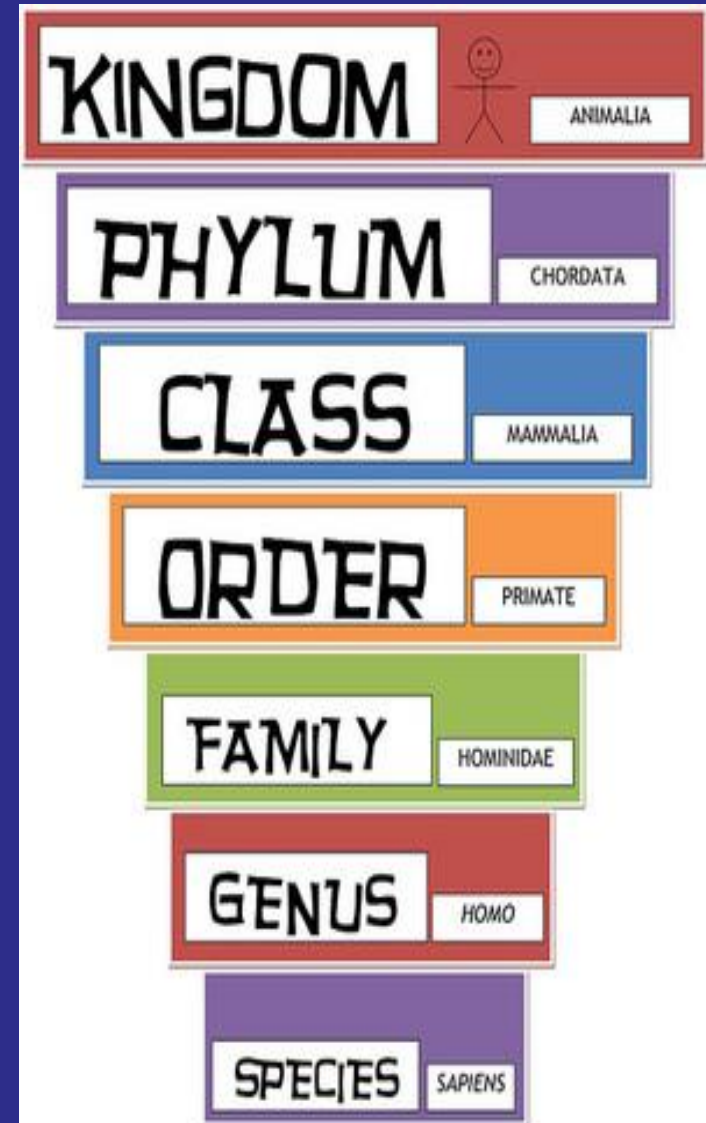 KINGDOM ANIMALIA
PHYLUM CHORDATA
CLASS MAMMALIA
ORDER PRIMATE
FAMILY HOMINIDAE
GENUS HOMO
SPECIES SAPIENS